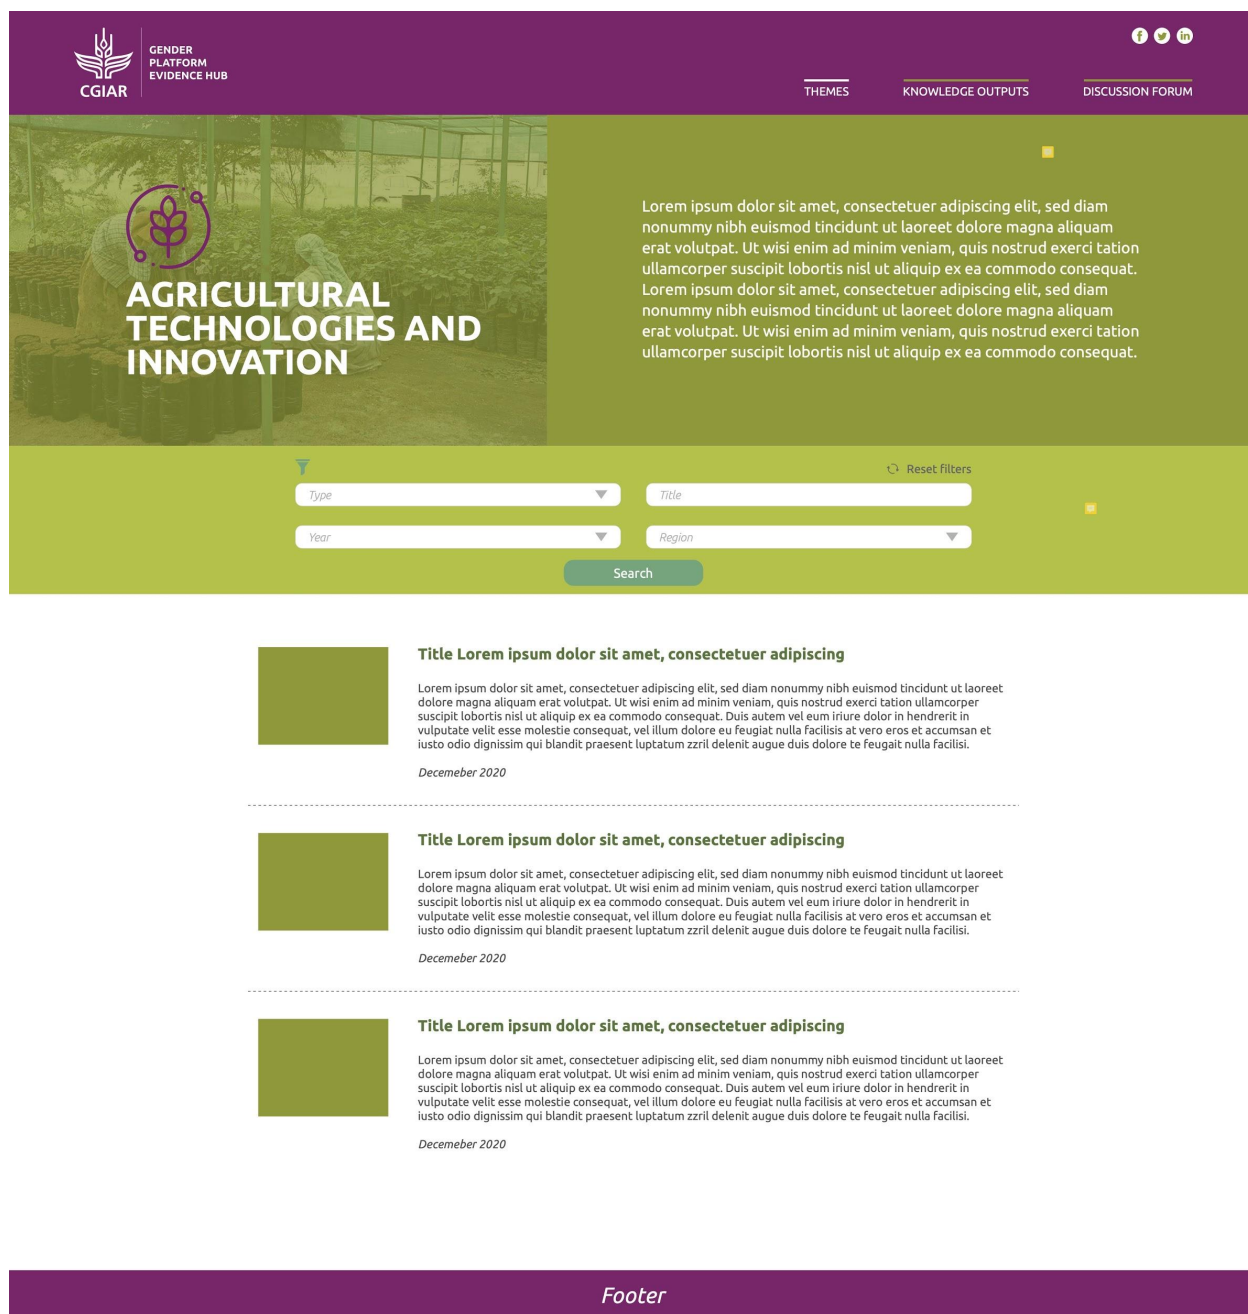 GENDER
PLATFORM
EVIDENCE HUB
CGIAR
THEMES
KNOWLEDGE OUTPUTS
DISCUSSION FORUM
AGRICULTURAL
TECHNOLOGIES AND
INNOVATION
Lorem ipsum dolor sit amet, consectetuer adipiscing elit, sed diam
nonummy nibh euismod tincidunt ut laoreet dolore magna aliquam
erat volutpat. Ut wisi enim ad minim veniam, quis nostrud exerci tation
ullamcorper suscipit lobortis nisl ut aliquip ex ea commodo consequat.
Lorem ipsum dolor sit amet, consectetuer adipiscing elit, sed diam
nonummy nibh euismod tincidunt ut laoreet dolore magna aliquam
erat volutpat. Ut wisi enim ad minim veniam, quis nostrud exerci tation
ullamcorper suscipit lobortis nisl ut aliquip ex ea commodo consequat.
Reset filters
Type
Title
Year
Region
Search
Title Lorem ipsum dolor sit amet, consectetuer adipiscing
Lorem ipsum dolor sit amet, consectetuer adipiscing elit, sed diam nonummy nibh euismod tincidunt ut laoreet
dolore magna aliquam erat volutpat. Ut wisi enim ad minim veniam, quis nostrud exerci tation ullamcorper
suscipit lobortis nisl ut aliquip ex ea commodo consequat. Duis autem vel eum iriure dolor in hendrerit in
vulputate velit esse molestie consequat, vel illum dolore eu feugiat nulla facilisis at vero eros et accumsan et
iusto odio dignissim qui blandit praesent luptatum zzril delenit augue duis dolore te feugait nulla facilisi.
Decemeber 2020
Title Lorem ipsum dolor sit amet, consectetuer adipiscing
Lorem ipsum dolor sit amet, consectetuer adipiscing elit, sed diam nonummy nibh euismod tincidunt ut laoreet
dolore magna aliquam erat volutpat. Ut wisi enim ad minim veniam, quis nostrud exerci tation ullamcorper
suscipit lobortis nisl ut aliquip ex ea commodo consequat. Duis autem vel eum iriure dolor in hendrerit in
vulputate velit esse molestie consequat, vel illum dolore eu feugiat nulla facilisis at vero eros et accumsan et
iusto odio dignissim qui blandit praesent luptatum zzril delenit augue duis dolore te feugait nulla facilisi.
Decemeber 2020
Title Lorem ipsum dolor sit amet, consectetuer adipiscing
Lorem ipsum dolor sit amet, consectetuer adipiscing elit, sed diam nonummy nibh euismod tincidunt ut laoreet
dolore magna aliquam erat volutpat. Ut wisi enim ad minim veniam, quis nostrud exerci tation ullamcorper
suscipit lobortis nisl ut aliquip ex ea commodo consequat. Duis autem vel eum iriure dolor in hendrerit in
vulputate velit esse molestie consequat, vel illum dolore eu feugiat nulla facilisis at vero eros et accumsan et
iusto odio dignissim qui blandit praesent luptatum zzril delenit augue duis dolore te feugait nulla facilisi.
Decemeber 2020
Footer